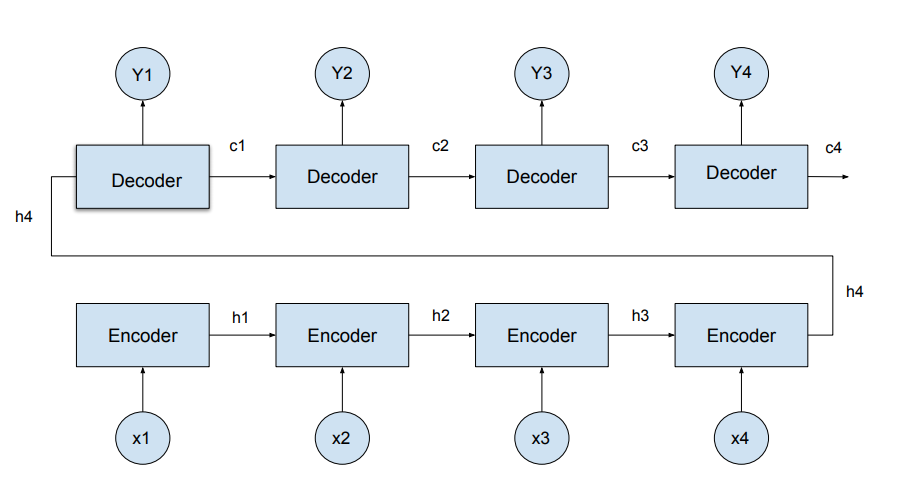 Y1 Y2 Y3 Y4
c1 c2 c3 c4
Decoder Decoder Decoder Decoder
h4
h4
h1 h2 h3
Encoder Encoder Encoder Encoder
x1 x2 x3 x4